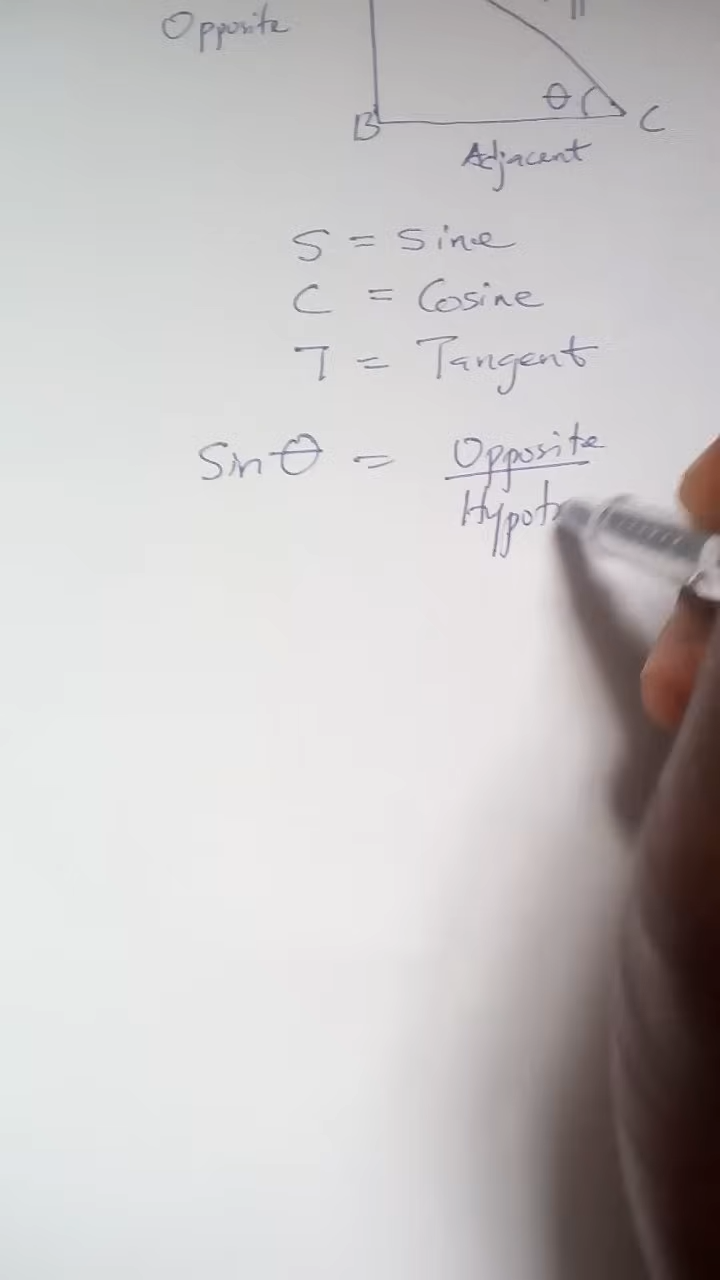 Opposite
θ
B
C
Adjacent
S = Sine
C = Cosine
T = Tangent
Sin θ = Opposite
Hypot